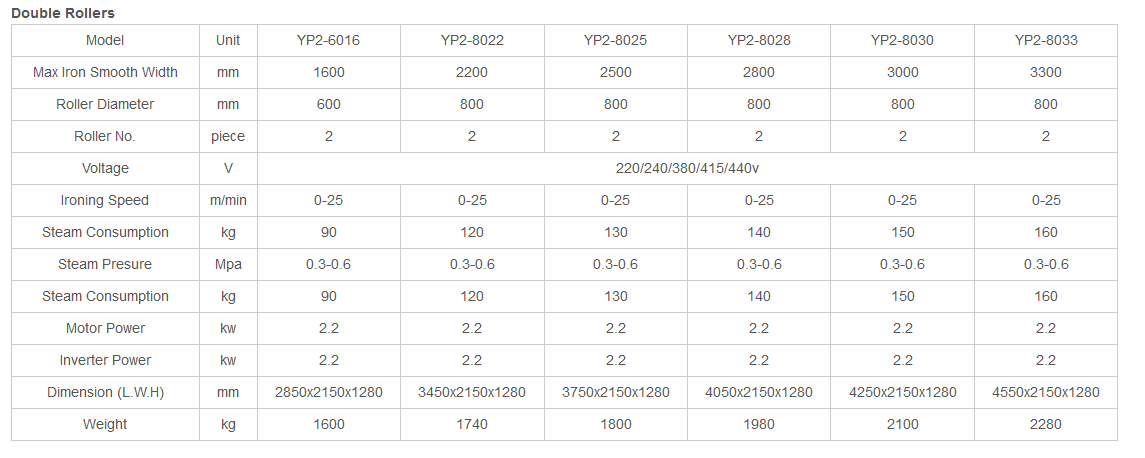 Double Rollers
Model Unit YP2-6016 YP2-8022 YP2-8025 YP2-8028 YP2-8030 YP2-8033
Max Iron Smooth Width mm 1600 2200 2500 2800 3000 3300
Roller Diameter mm 600 800 800 800 800 800
Roller No. piece 2 2 2 2 2 2
Voltage V 220/240/380/415/440v
Ironing Speed m/min 0-25 0-25 0-25 0-25 0-25 0-25
Steam Consumption kg 90 120 130 140 150 160
Steam Presure Mpa 0.3-0.6 0.3-0.6 0.3-0.6 0.3-0.6 0.3-0.6 0.3-0.6
Steam Consumption kg 90 120 130 140 150 160
Motor Power kw 2.2 2.2 2.2 2.2 2.2 2.2
Inverter Power kw 2.2 2.2 2.2 2.2 2.2 2.2
Dimension (L.W.H) mm 2850x2150x1280 3450x2150x1280 3750x2150x1280 4050x2150x1280 4250x2150x1280 4550x2150x1280
Weight kg 1600 1740 1800 1980 2100 2280